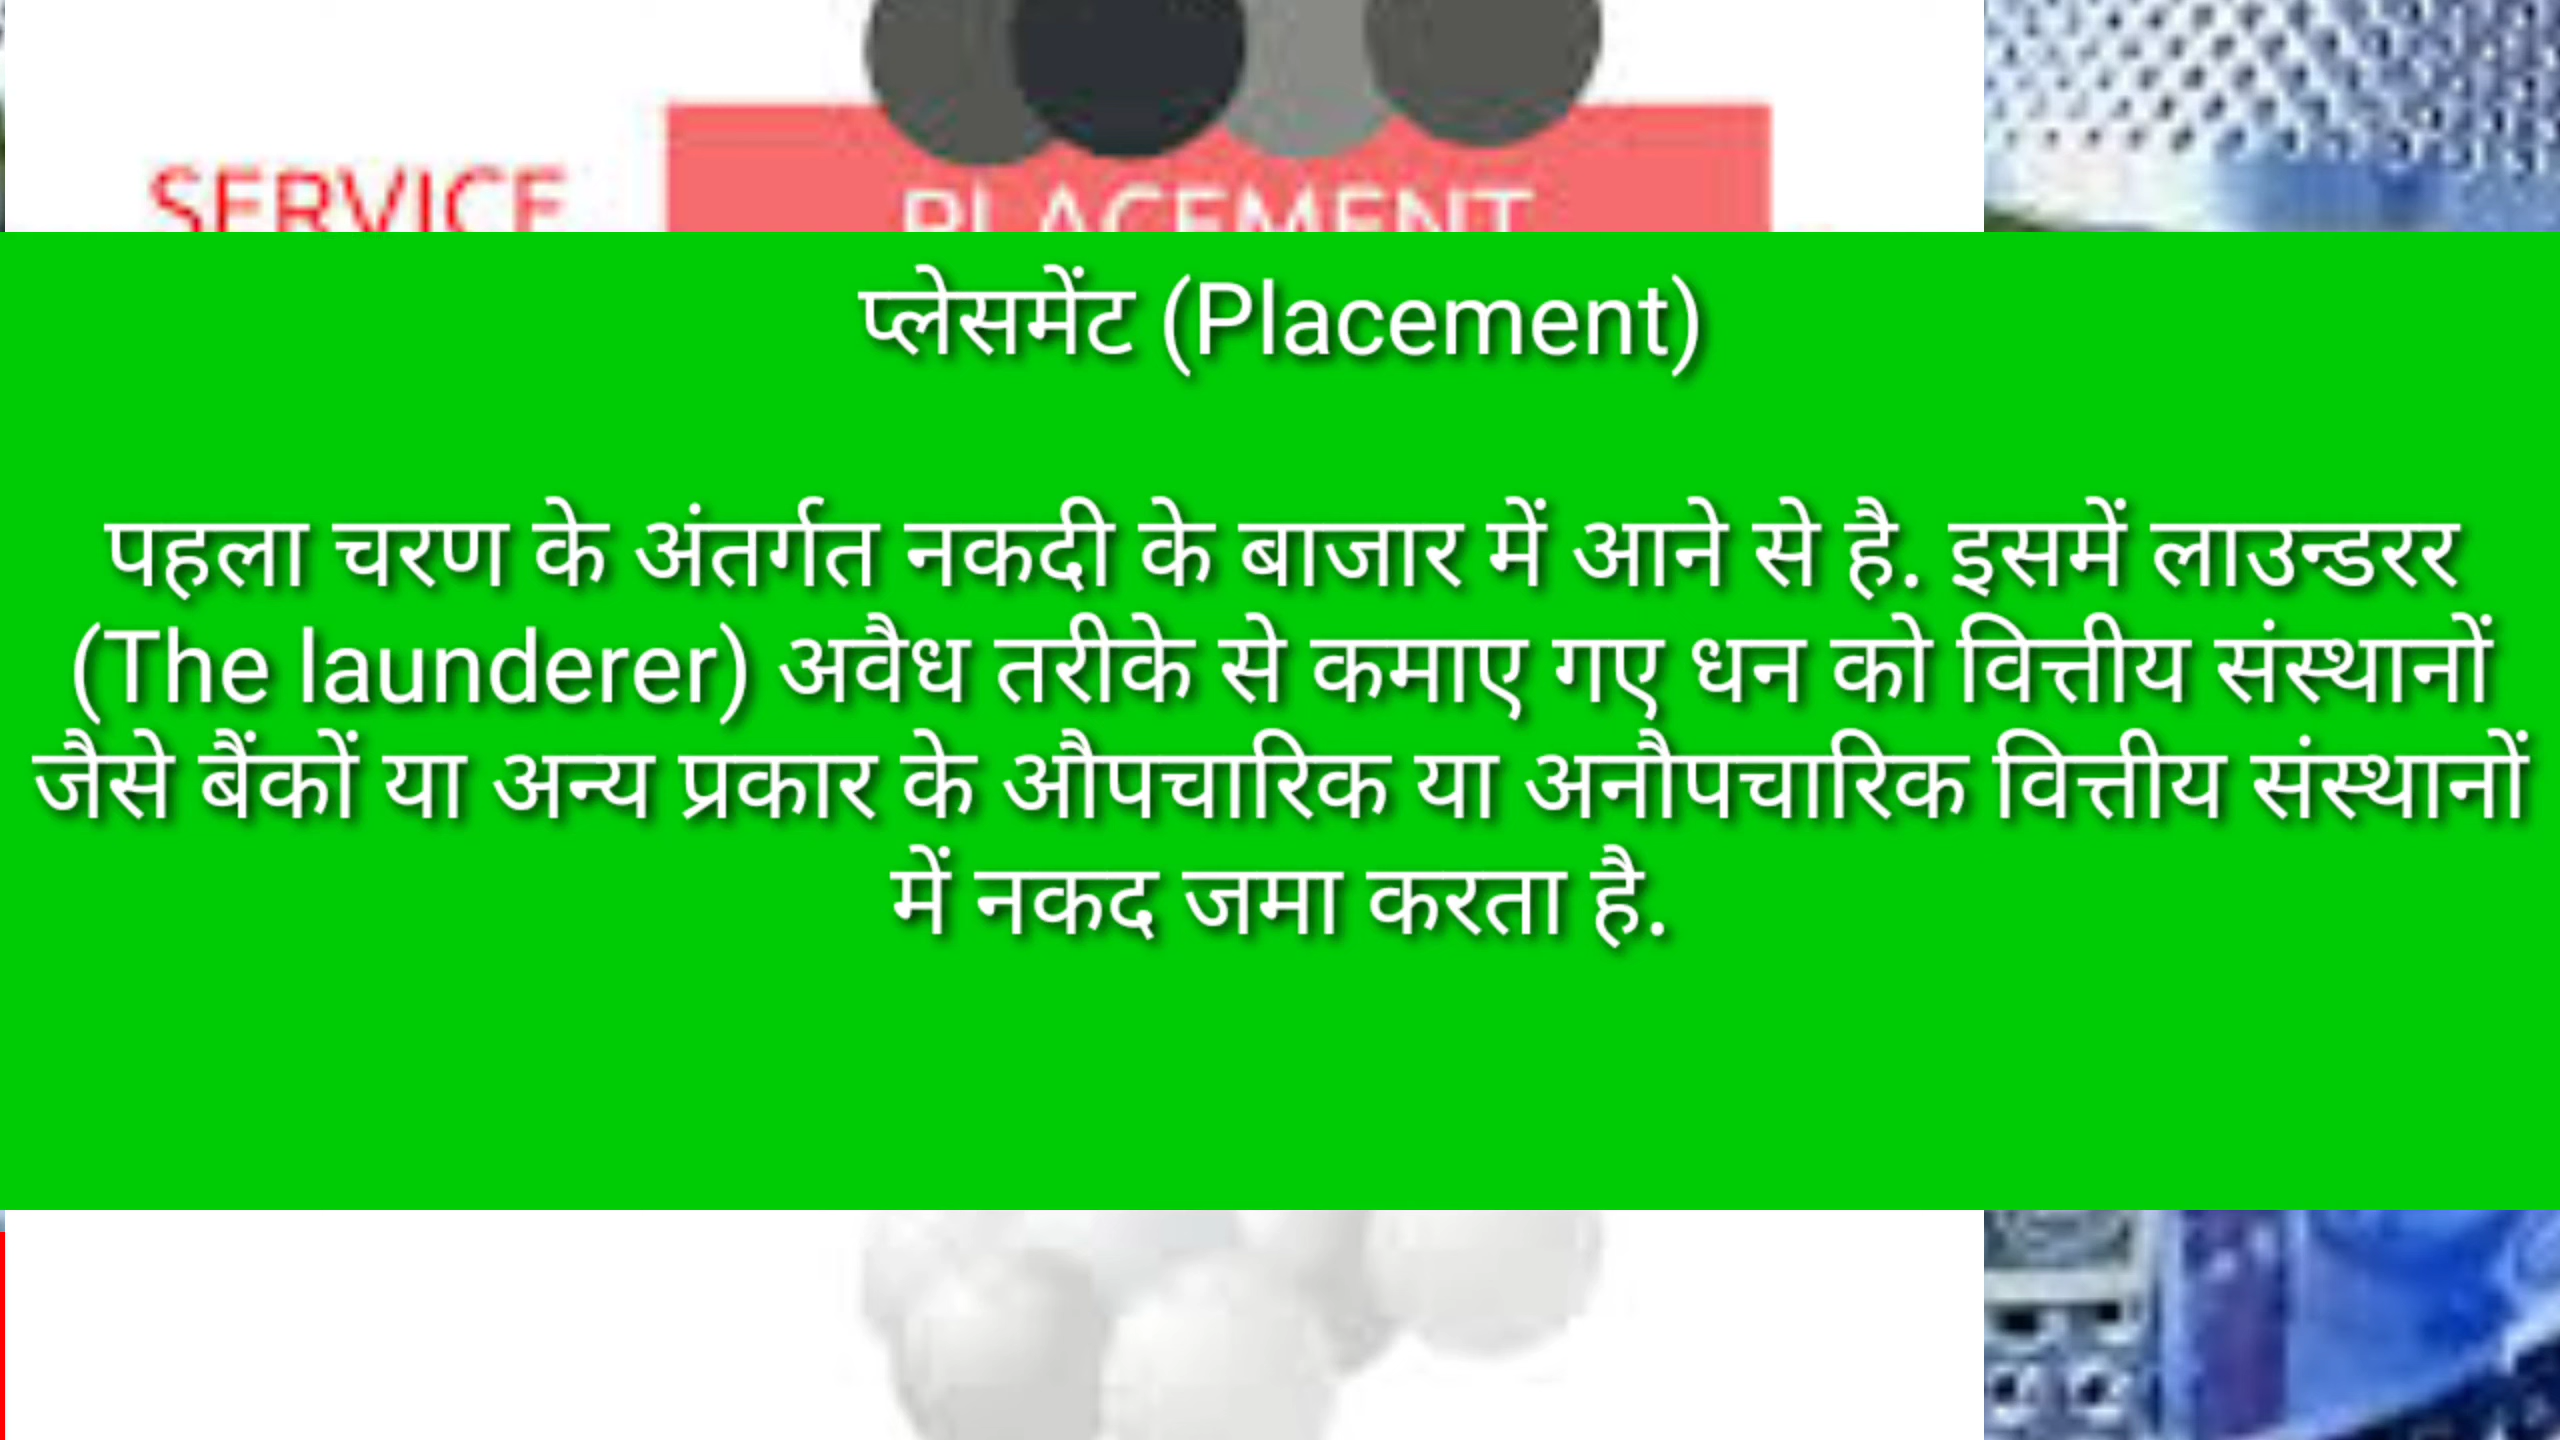 SERVICE
PLACEMENT
प्लेसमेंट (Placement)
पहला चरण के अंतर्गत नकदी के बाजार में आने से है. इसमें लाउन्डरर
(The launderer) अवैध तरीके से कमाए गए धन को वित्तीय संस्थानों
जैसे बैंकों या अन्य प्रकार के औपचारिक या अनौपचारिक वित्तीय संस्थानों
में नकद जमा करता है.